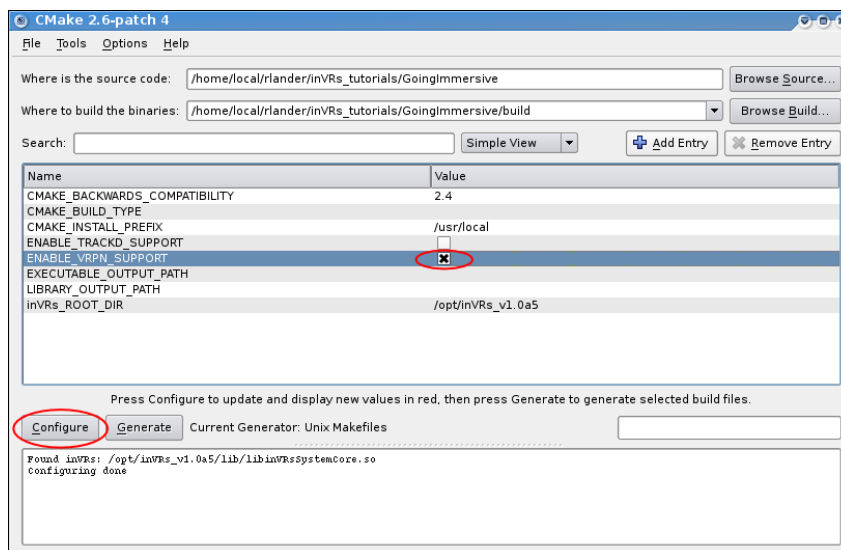 CMake 2.6-patch 4
File Tools Options Help
Where is the source code: /home/local/rlander/inVRs_tutorials/GoingImmersive Browse Source...
Where to build the binaries: /home/local/rlander/inVRs_tutorials/GoingImmersive/build Browse Build...
Search: Simple View Add Entry Remove Entry
Name Value
CMAKE_BACKWARDS_COMPATIBILITY 2.4
CMAKE_BUILD_TYPE
CMAKE_INSTALL_PREFIX /usr/local
ENABLE_TRACKD_SUPPORT
ENABLE_VRPN_SUPPORT
EXECUTABLE_OUTPUT_PATH
LIBRARY_OUTPUT_PATH
inVRs_ROOT_DIR /opt/inVRs_v1.0a5
Press Configure to update and display new values in red, then press Generate to generate selected build files.
Configure Generate Current Generator: Unix Makefiles
Found inVRs: /opt/inVRs_v1.0a5/lib/libinVRsSystemCore.so
Configuring done